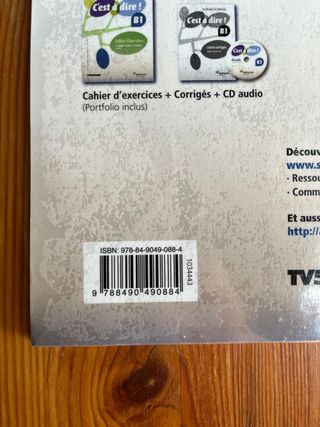 C'est à dire !
B1
C'est à dire !
B1
Cahier d'exercices + Corrigés + CD audio
(Portfolio inclus)
Découv
www.s
· Ressou
· Comm
Et auss
http://a
TV5
ISBN: 978-84-9049-088-4
1034443
9 788490 490884